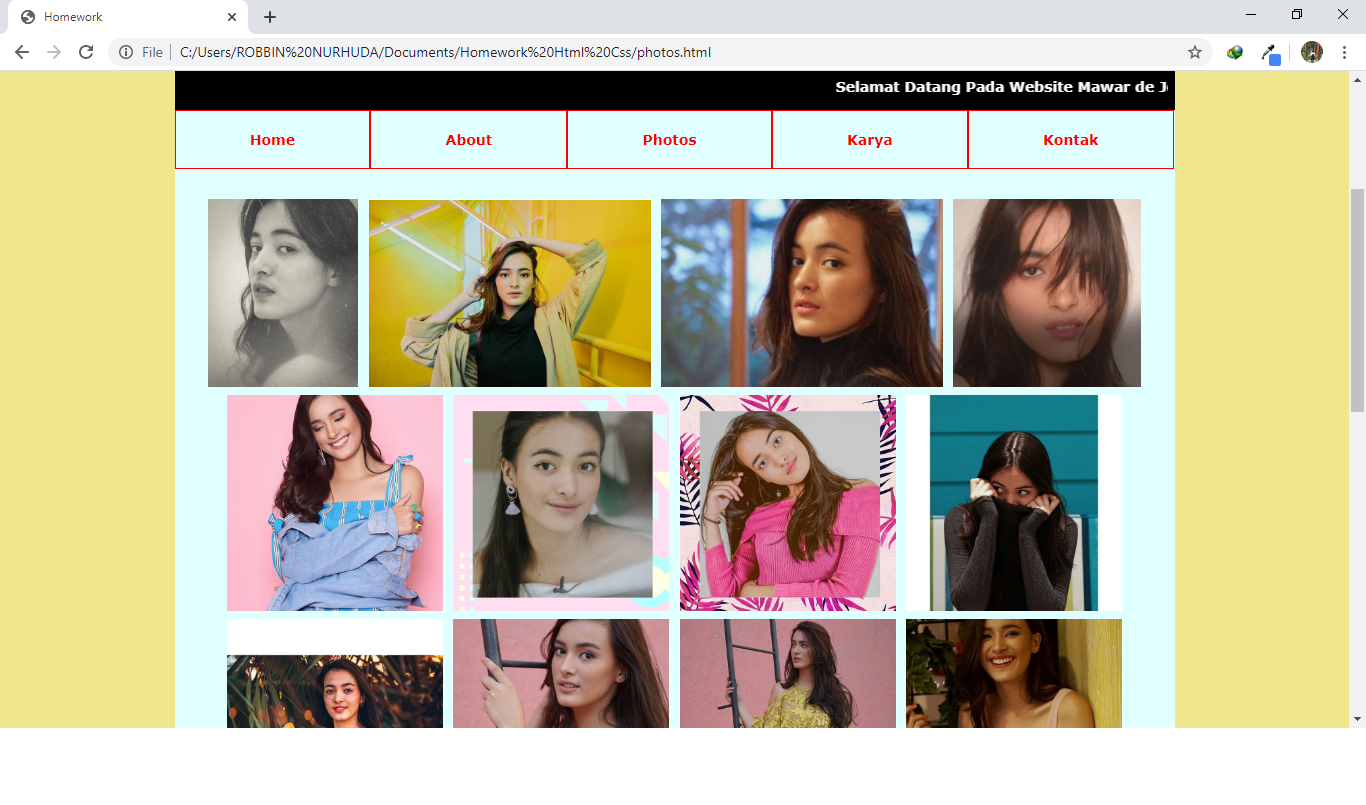 Homework
File
C:/Users/ROBBIN%20NURHUDA/Documents/Homework%20Html%20Css/photos.html
Selamat Datang Pada Website Mawar de
Home About Photos Karya Kontak